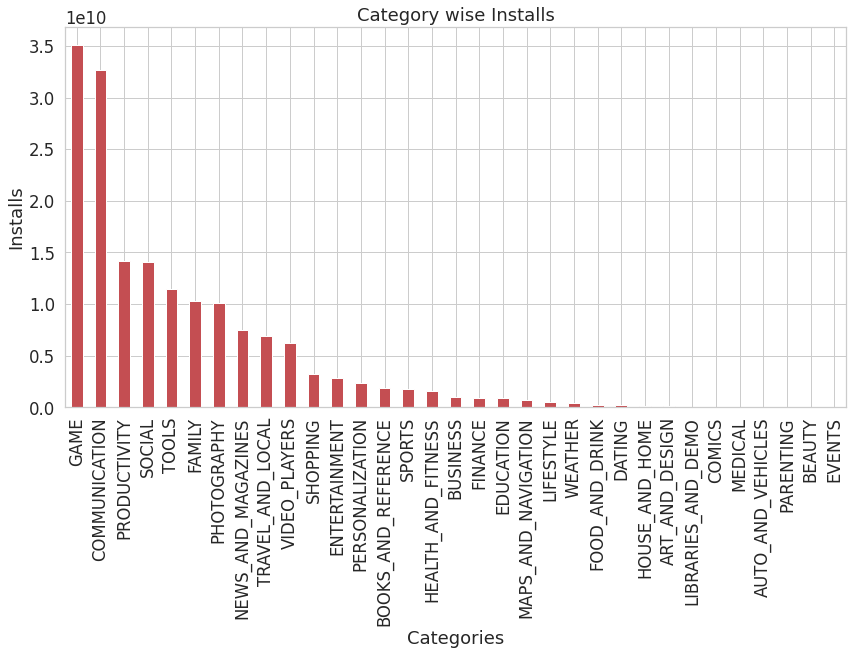 Category wise Installs
1e10
3.5
3.0
2.5
2.0
1.5
1.0
0.5
0.0
Installs
GAME
COMMUNICATION
PRODUCTIVITY
SOCIAL
TOOLS
FAMILY
PHOTOGRAPHY
NEWS_AND_MAGAZINES
TRAVEL_AND_LOCAL
VIDEO_PLAYERS
SHOPPING
ENTERTAINMENT
PERSONALIZATION
BOOKS_AND_REFERENCE
SPORTS
HEALTH_AND_FITNESS
BUSINESS
FINANCE
EDUCATION
MAPS_AND_NAVIGATION
LIFESTYLE
WEATHER
FOOD_AND_DRINK
DATING
HOUSE_AND_HOME
ART_AND_DESIGN
LIBRARIES_AND_DEMO
COMICS
MEDICAL
AUTO_AND_VEHICLES
PARENTING
BEAUTY
EVENTS
Categories